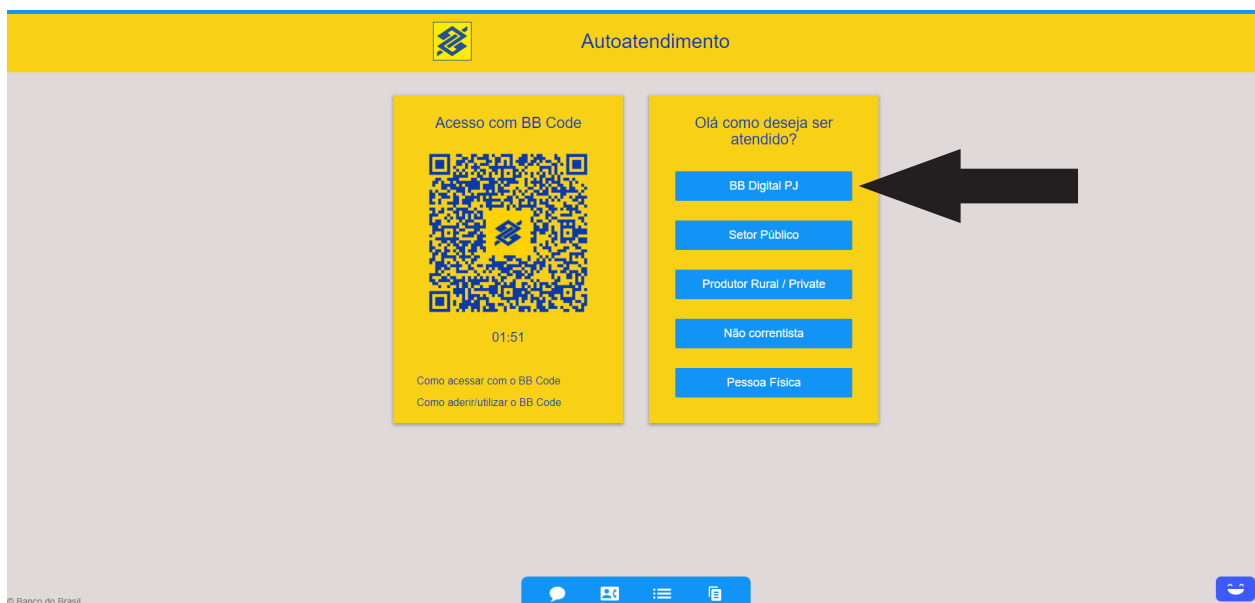 Autoatendimento
Acesso com BB Code
01:51
Como acessar com o BB Code
Como aderir/utilizar o BB Code
Olá como deseja ser
atendido?
BB Digital PJ
Setor Público
Produtor Rural / Private
Não correntista
Pessoa Física
© Banco do Brasil